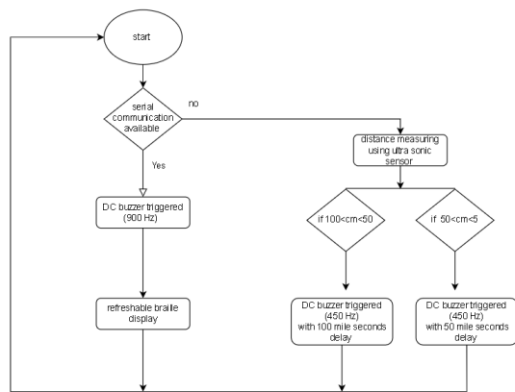 start
serial
communication
available
no
Yes
distance measuring
using ultra sonic
sensor
DC buzzer triggered
(900 Hz)
if 100<cm<50
if 50<cm<5
refreshable braille
display
DC buzzer triggered
(450 Hz)
with 100 mile seconds
delay
DC buzzer triggered
(450 Hz)
with 50 mile seconds
delay